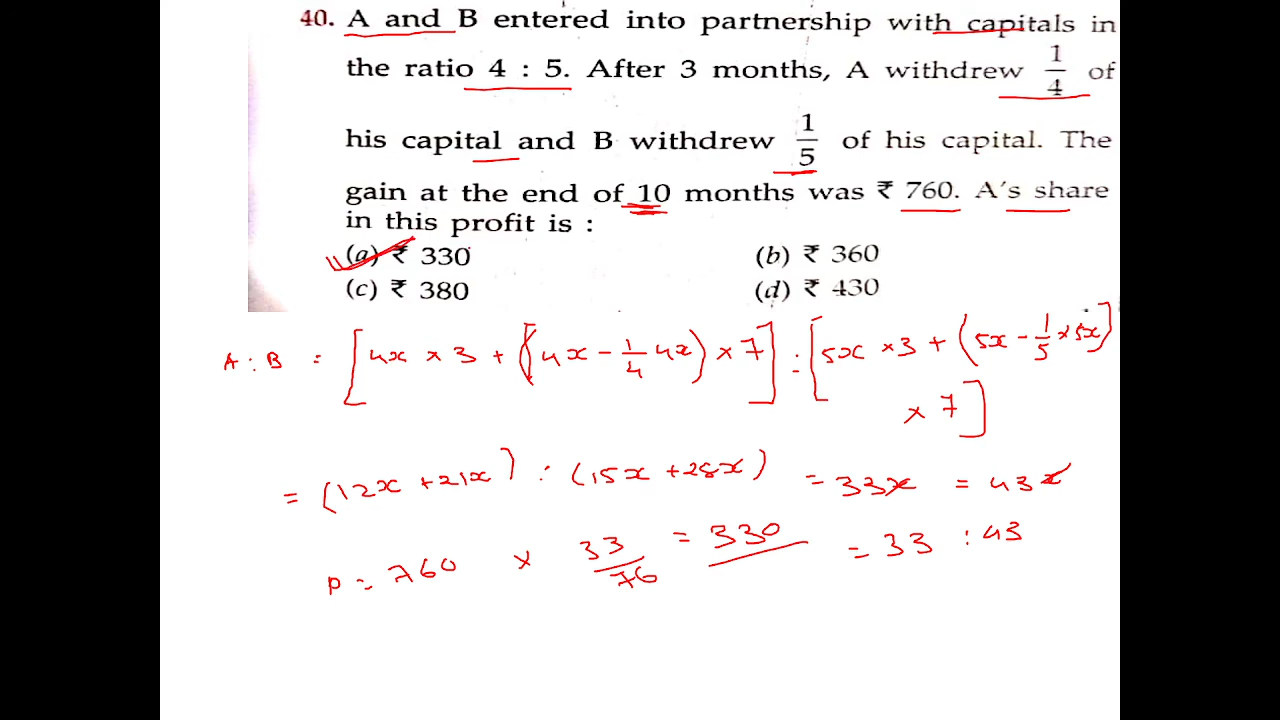 40. A and B entered into partnership with capitals in
the ratio 4 : 5. After 3 months, A withdrew 1/4 of
his capital and B withdrew 1/5 of his capital. The
gain at the end of 10 months was ₹ 760. A's share
in this profit is :
(a) ₹ 330 (b) ₹ 360
(c) ₹ 380 (d) ₹ 430
A : B = [4x × 3 + (4x - 1/4 4x) × 7] : [5x × 3 + (5x - 1/5 × 5x)
× 7]
= (12x + 21x) : (15x + 28x) = 33x = 43x
P = 760 × 33/76 = 330 = 33 : 43